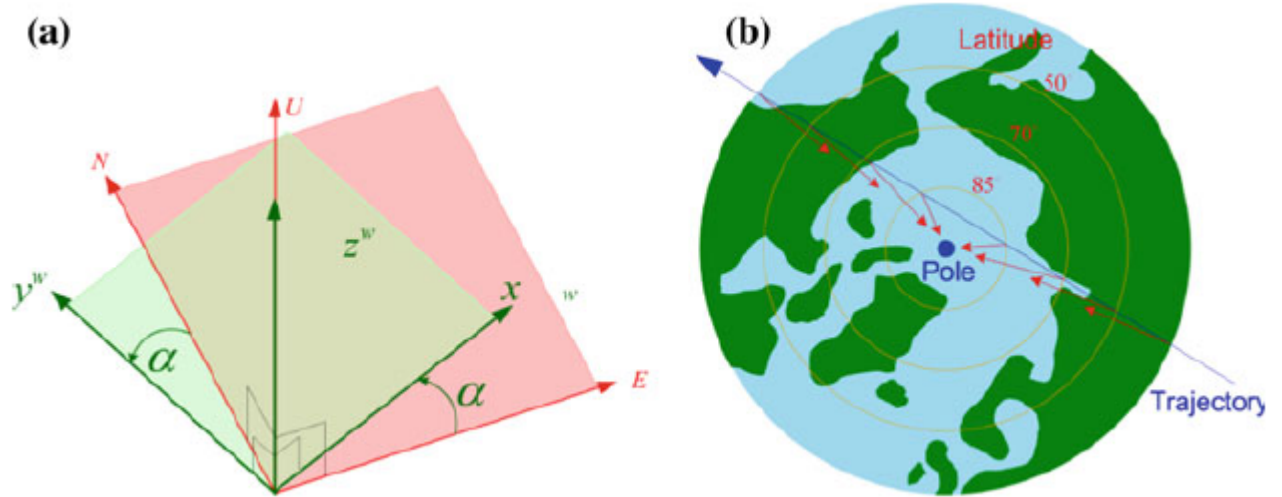 (a)
U
N
z^w
y^w
x
w
α
α
E
(b)
Latitude
50°
70°
85°
Pole
Trajectory